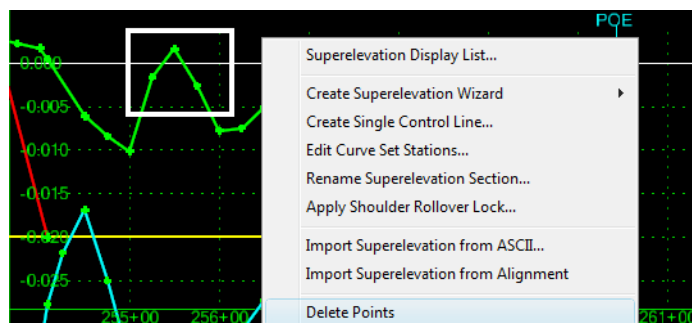 PQE
0.000
-0.005
-0.010
-0.015
-0.020
-0.025
255+00 256+00 261+00
Superelevation Display List...
Create Superelevation Wizard
Create Single Control Line...
Edit Curve Set Stations...
Rename Superelevation Section...
Apply Shoulder Rollover Lock...
Import Superelevation from ASCII...
Import Superelevation from Alignment
Delete Points